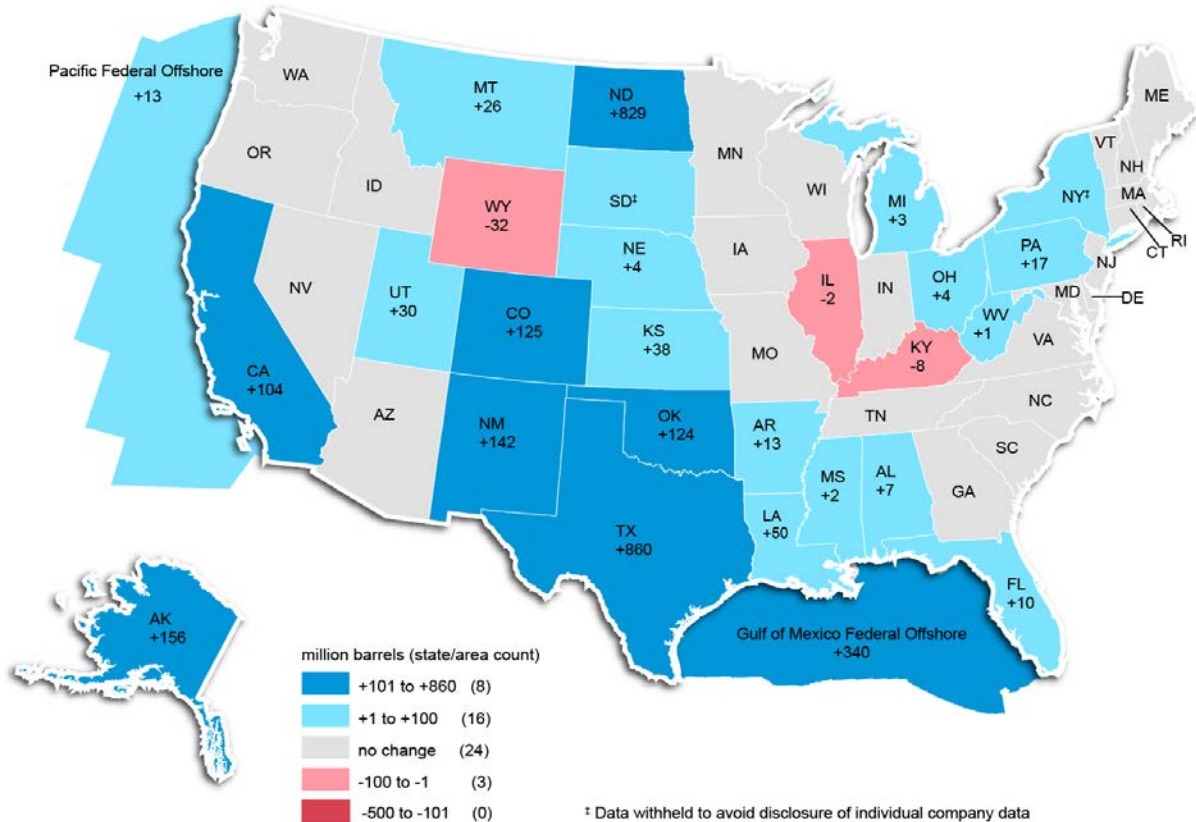 Pacific Federal Offshore
+13
WA
OR
ID
MT
+26
ND
+829
MN
WI
MI
+3
ME
VT
NH
MA
RI
CT
NY‡
SD‡
WY
-32
NE
+4
IA
IL
-2
IN
OH
+4
PA
+17
NJ
MD
DE
WV
+1
VA
NV
UT
+30
CO
+125
KS
+38
MO
KY
-8
CA
+104
AZ
NM
+142
OK
+124
AR
+13
TN
NC
SC
MS
+2
AL
+7
GA
LA
+50
TX
+860
FL
+10
Gulf of Mexico Federal Offshore
+340
AK
+156
million barrels (state/area count)
+101 to +860 (8)
+1 to +100 (16)
no change (24)
-100 to -1 (3)
-500 to -101 (0)
‡ Data withheld to avoid disclosure of individual company data